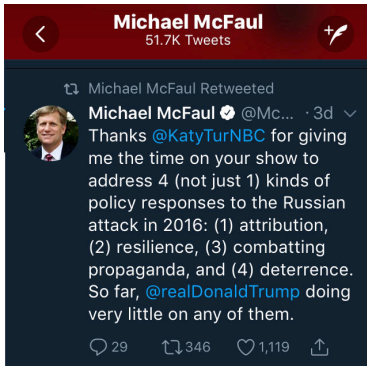 Michael McFaul
51.7K Tweets
Michael McFaul Retweeted
Michael McFaul @Mc... · 3d
Thanks @KatyTurNBC for giving
me the time on your show to
address 4 (not just 1) kinds of
policy responses to the Russian
attack in 2016: (1) attribution,
(2) resilience, (3) combatting
propaganda, and (4) deterrence.
So far, @realDonaldTrump doing
very little on any of them.
29 346 1,119